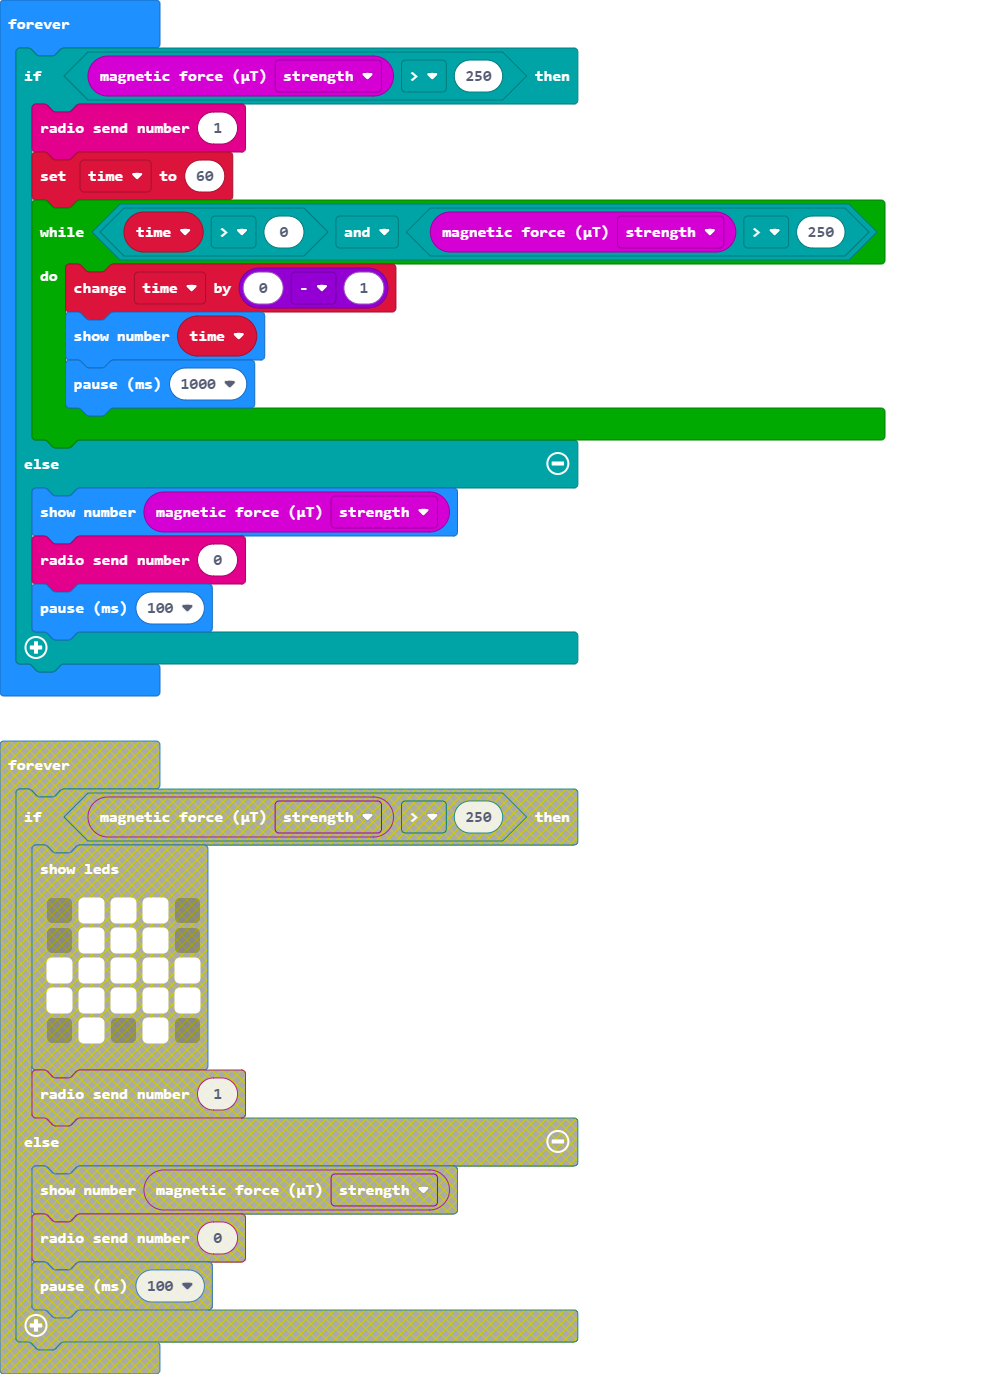 forever
if magnetic force (µT) strength > 250 then
radio send number 1
set time to 60
while time > 0 and magnetic force (µT) strength > 250
do change time by 0 - 1
show number time
pause (ms) 1000
else
show number magnetic force (µT) strength
radio send number 0
pause (ms) 100
forever
if magnetic force (µT) strength > 250 then
show leds
radio send number 1
else
show number magnetic force (µT) strength
radio send number 0
pause (ms) 100